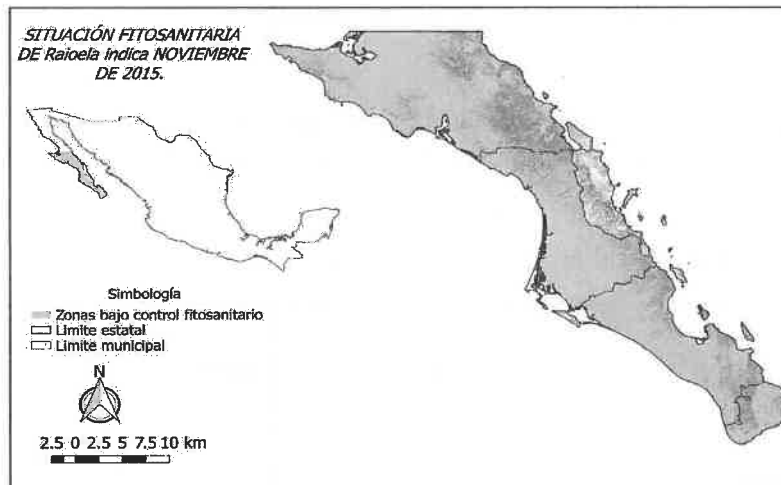 SITUACIÓN FITOSANITARIA
DE Raioela indica NOVIEMBRE
DE 2015.
Simbología
Zonas bajo control fitosanitario
Limite estatal
Limite municipal
N
2.5 0 2.5 5 7.5 10 km